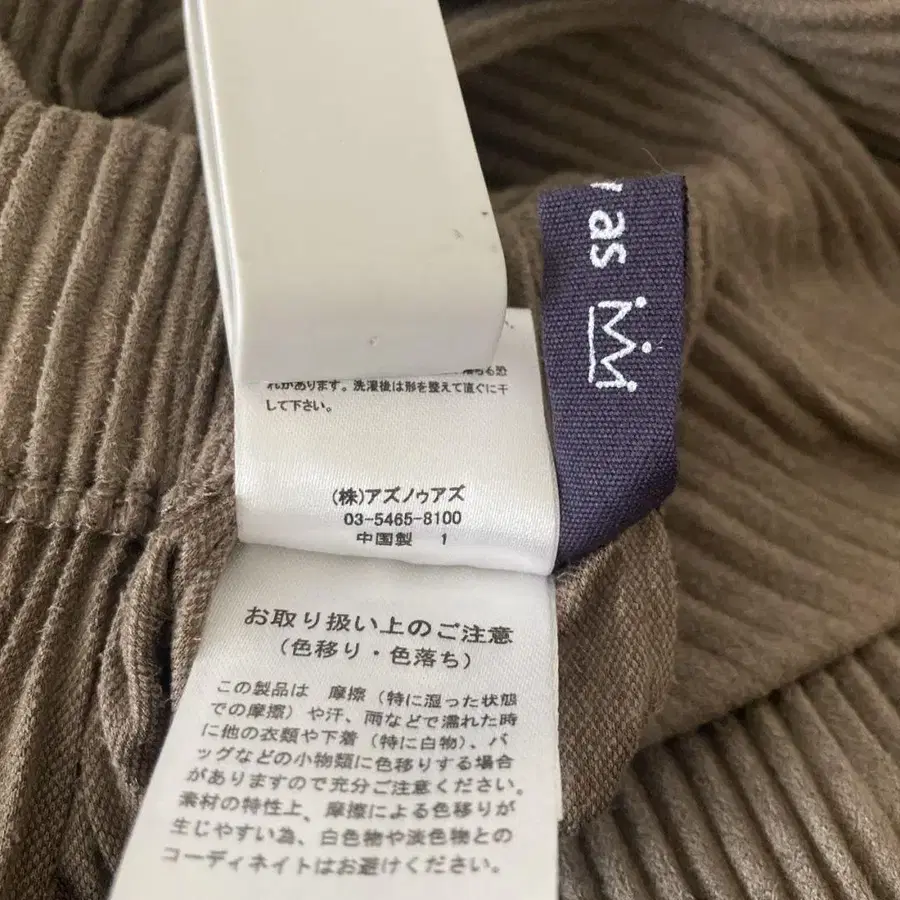 as
れがあります。洗濯後は形を整えて直ぐに干
して下さい。
(株)アズノゥアズ
03-5465-8100
中国製 1
お取り扱い上のご注意
(色移り・色落ち)
この製品は 摩擦(特に湿った状態
での摩擦)や汗、雨などで濡れた時
に他の衣類や下着(特に白物)、バ
ッグなどの小物類に色移りする場合
がありますので充分ご注意ください。
素材の特性上、摩擦による色移りが
生じやすい為、白色物や淡色物との
コーディネイトはお避けください。